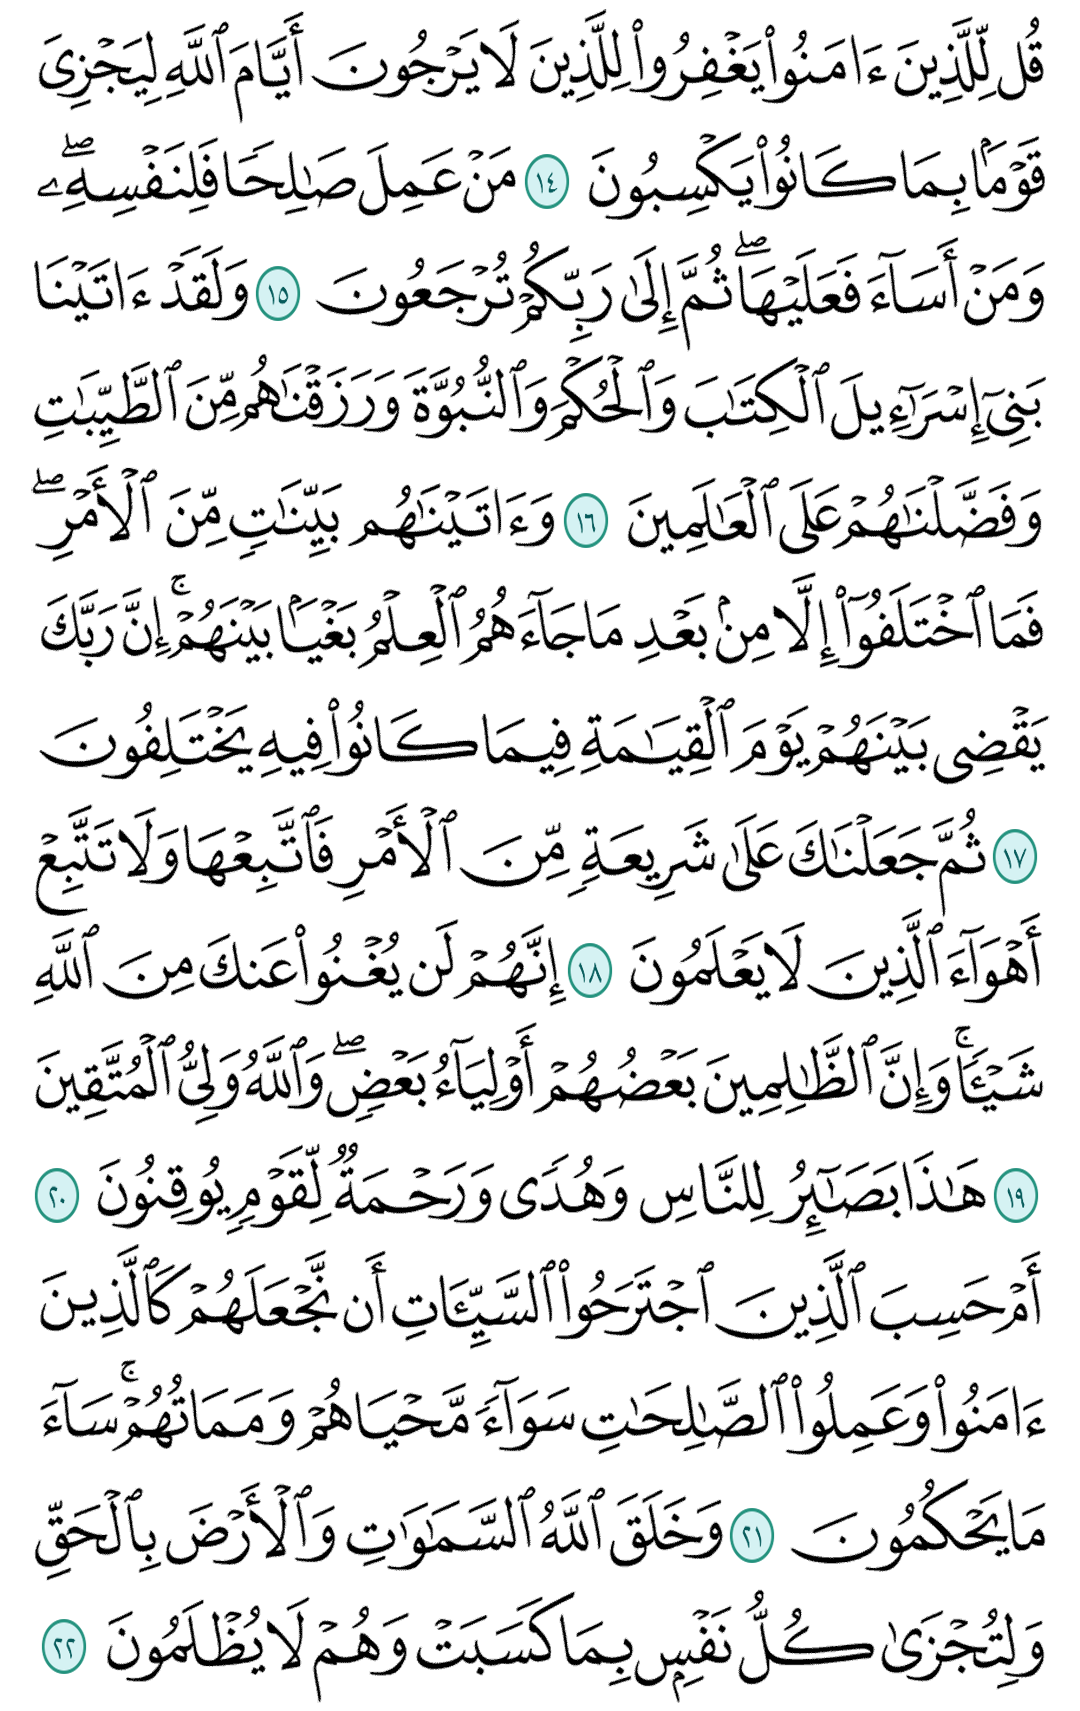 قُل لِّلَّذِينَ ءَامَنُوا۟ يَغْفِرُوا۟ لِلَّذِينَ لَا يَرْجُونَ أَيَّامَ ٱللَّهِ لِيَجْزِىَ
قَوْمًۢا بِمَا كَانُوا۟ يَكْسِبُونَ ١٤ مَنْ عَمِلَ صَـٰلِحًا فَلِنَفْسِهِۦ ۖ
وَمَنْ أَسَآءَ فَعَلَيْهَا ۖ ثُمَّ إِلَىٰ رَبِّكُمْ تُرْجَعُونَ ١٥ وَلَقَدْ ءَاتَيْنَا
بَنِىٓ إِسْرَٰٓءِيلَ ٱلْكِتَـٰبَ وَٱلْحُكْمَ وَٱلنُّبُوَّةَ وَرَزَقْنَـٰهُم مِّنَ ٱلطَّيِّبَـٰتِ
وَفَضَّلْنَـٰهُمْ عَلَى ٱلْعَـٰلَمِينَ ١٦ وَءَاتَيْنَـٰهُم بَيِّنَـٰتٍ مِّنَ ٱلْأَمْرِ ۖ
فَمَا ٱخْتَلَفُوٓا۟ إِلَّا مِنۢ بَعْدِ مَا جَآءَهُمُ ٱلْعِلْمُ بَغْيًۢا بَيْنَهُمْ ۚ إِنَّ رَبَّكَ
يَقْضِى بَيْنَهُمْ يَوْمَ ٱلْقِيَـٰمَةِ فِيمَا كَانُوا۟ فِيهِ يَخْتَلِفُونَ
١٧ ثُمَّ جَعَلْنَـٰكَ عَلَىٰ شَرِيعَةٍ مِّنَ ٱلْأَمْرِ فَٱتَّبِعْهَا وَلَا تَتَّبِعْ
أَهْوَآءَ ٱلَّذِينَ لَا يَعْلَمُونَ ١٨ إِنَّهُمْ لَن يُغْنُوا۟ عَنكَ مِنَ ٱللَّهِ
شَيْـًٔا ۚ وَإِنَّ ٱلظَّـٰلِمِينَ بَعْضُهُمْ أَوْلِيَآءُ بَعْضٍ ۖ وَٱللَّهُ وَلِىُّ ٱلْمُتَّقِينَ
١٩ هَـٰذَا بَصَـٰٓئِرُ لِلنَّاسِ وَهُدًى وَرَحْمَةٌ لِّقَوْمٍ يُوقِنُونَ ٢٠
أَمْ حَسِبَ ٱلَّذِينَ ٱجْتَرَحُوا۟ ٱلسَّيِّـَٔاتِ أَن نَّجْعَلَهُمْ كَٱلَّذِينَ
ءَامَنُوا۟ وَعَمِلُوا۟ ٱلصَّـٰلِحَـٰتِ سَوَآءً مَّحْيَاهُمْ وَمَمَاتُهُمْ ۚ سَآءَ
مَا يَحْكُمُونَ ٢١ وَخَلَقَ ٱللَّهُ ٱلسَّمَـٰوَٰتِ وَٱلْأَرْضَ بِٱلْحَقِّ
وَلِتُجْزَىٰ كُلُّ نَفْسٍۭ بِمَا كَسَبَتْ وَهُمْ لَا يُظْلَمُونَ ٢٢